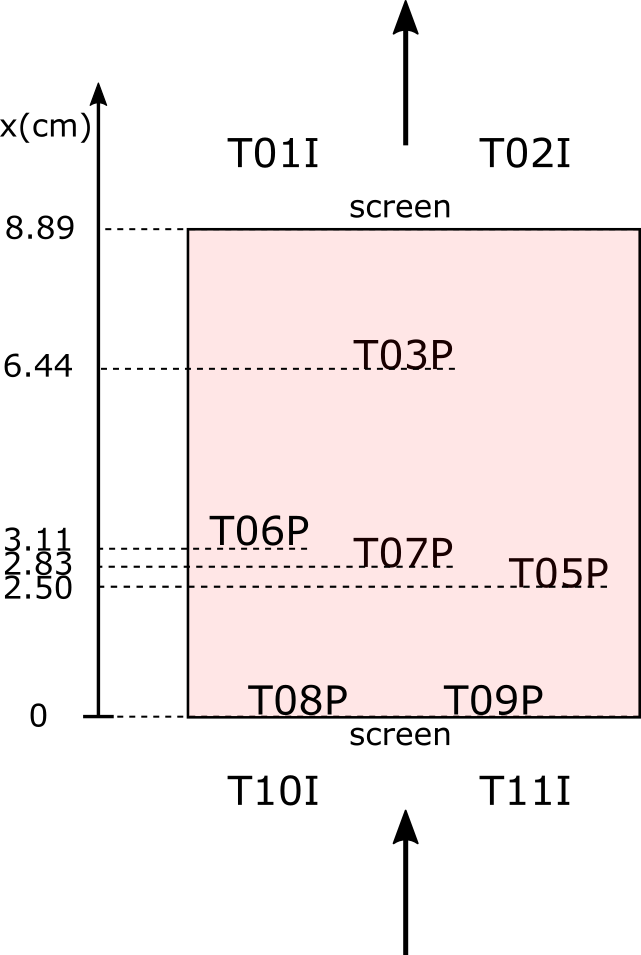 x(cm)
T01I T02I
screen
8.89
T03P
6.44
T06P
3.11
T07P
2.83
T05P
2.50
T08P T09P
0
screen
T10I T11I